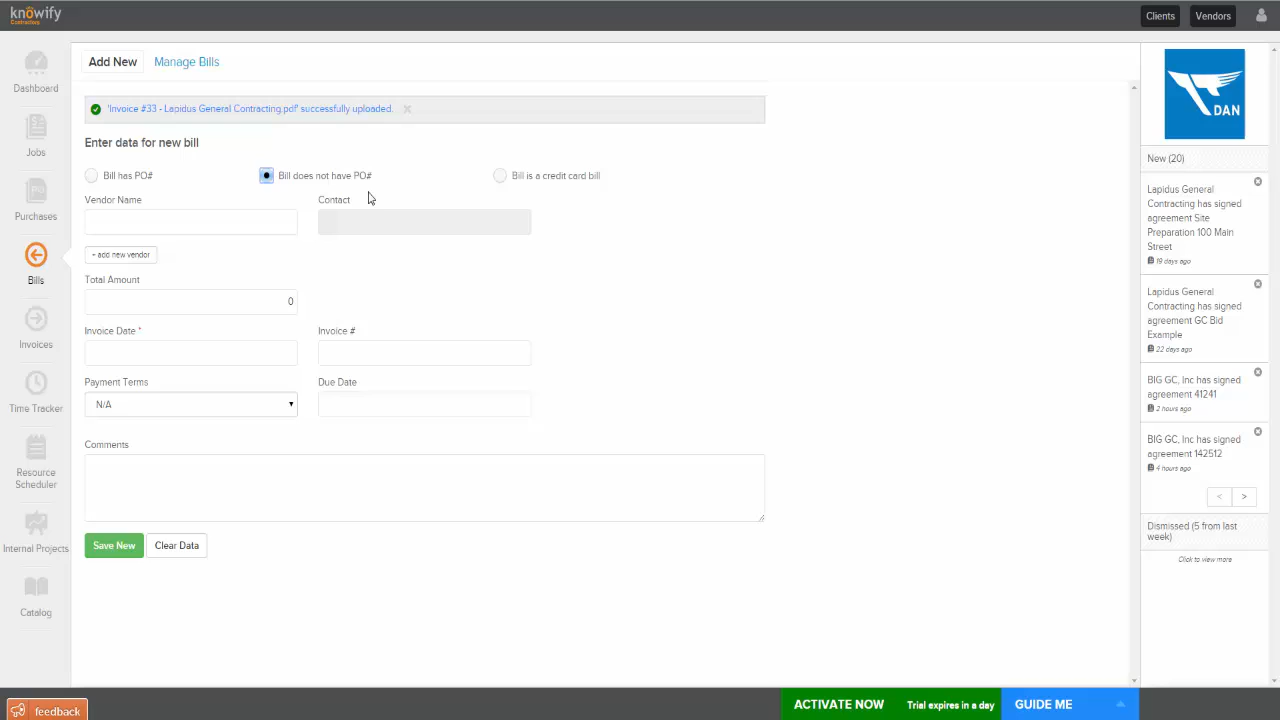 knowify
Contractors
Clients
Vendors
Dashboard
Jobs
PO
Purchases
Bills
Invoices
Time Tracker
Resource
Scheduler
Internal Projects
Catalog
feedback
Add New
Manage Bills
'Invoice #33 - Lapidus General Contracting.pdf' successfully uploaded.
Enter data for new bill
Bill has PO#
Bill does not have PO#
Bill is a credit card bill
Vendor Name
Contact
+ add new vendor
Total Amount
0
Invoice Date *
Invoice #
Payment Terms
Due Date
N/A
Comments
Save New
Clear Data
DAN
New (20)
Lapidus General
Contracting has signed
agreement Site
Preparation 100 Main
Street
19 days ago
Lapidus General
Contracting has signed
agreement GC Bid
Example
22 days ago
BIG GC, Inc has signed
agreement 41241
2 hours ago
BIG GC, Inc has signed
agreement 142512
4 hours ago
<
>
Dismissed (5 from last
week)
Click to view more
ACTIVATE NOW
Trial expires in a day
GUIDE ME